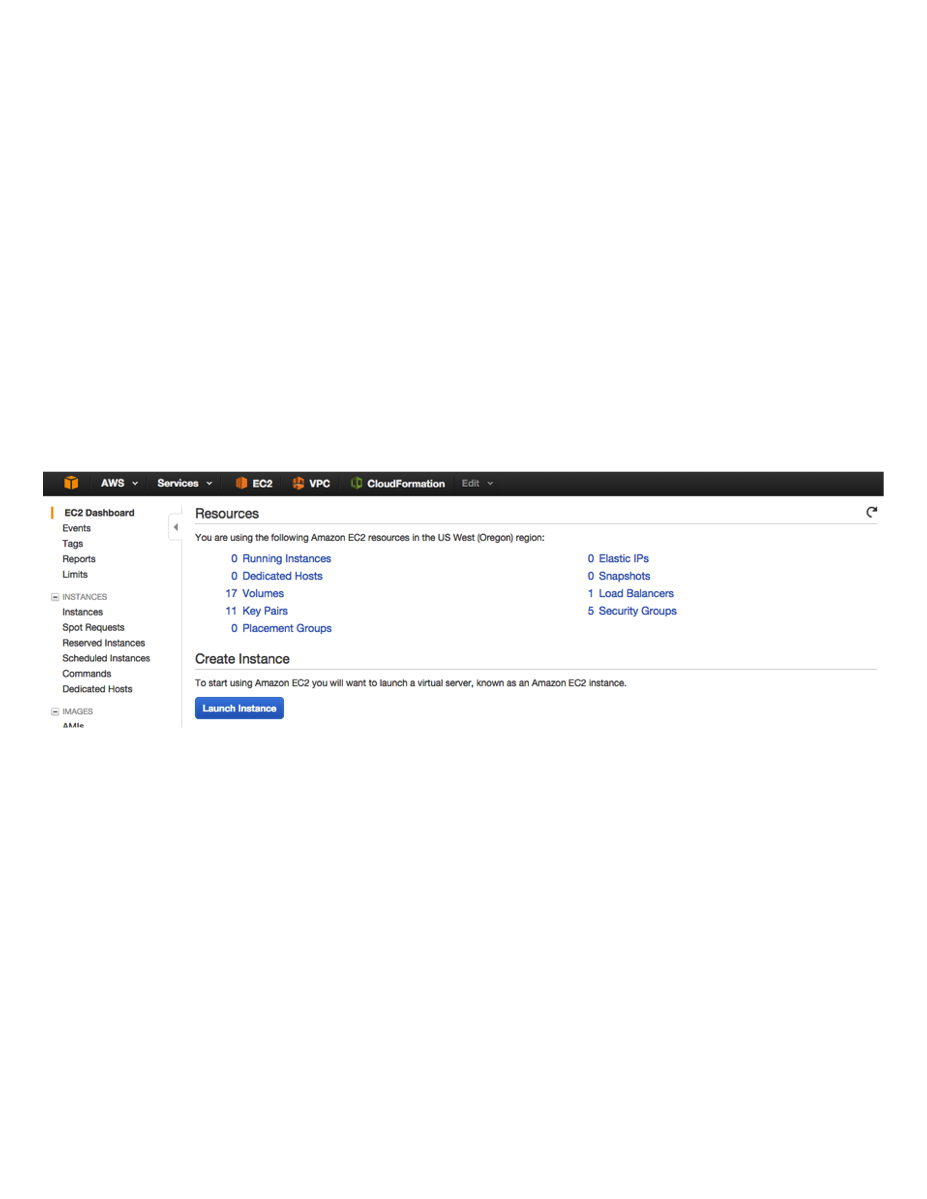 AWS Services EC2 VPC CloudFormation Edit
EC2 Dashboard
Events
Tags
Reports
Limits
INSTANCES
Instances
Spot Requests
Reserved Instances
Scheduled Instances
Commands
Dedicated Hosts
IMAGES
AMIs
Resources
You are using the following Amazon EC2 resources in the US West (Oregon) region:
0 Running Instances
0 Dedicated Hosts
17 Volumes
11 Key Pairs
0 Placement Groups
0 Elastic IPs
0 Snapshots
1 Load Balancers
5 Security Groups
Create Instance
To start using Amazon EC2 you will want to launch a virtual server, known as an Amazon EC2 instance.
Launch Instance